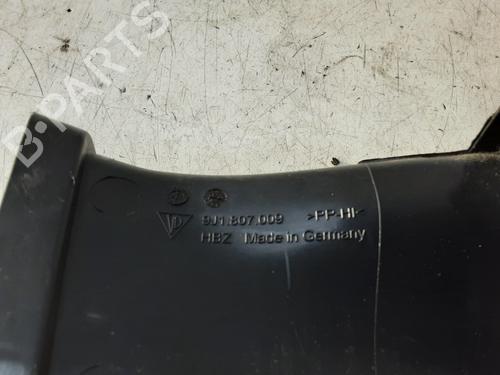 B-PARTS
9J1.807.009 >PP-HI<
HBZ Made in Germany